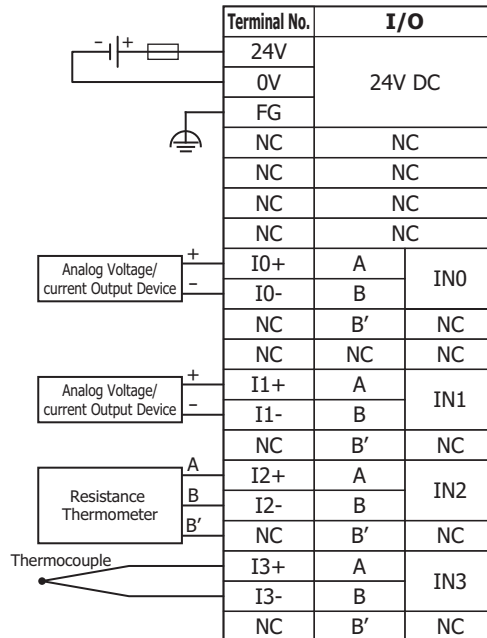 Terminal No. I/O
- + 24V
0V 24V DC
FG
NC NC
NC NC
NC NC
NC NC
Analog Voltage/
current Output Device
+ I0+ A IN0
- I0- B
NC B′ NC
NC NC NC
Analog Voltage/
current Output Device
+ I1+ A IN1
- I1- B
NC B′ NC
Resistance
Thermometer
A I2+ A IN2
B I2- B
B′ NC B′ NC
Thermocouple
I3+ A IN3
I3- B
NC B′ NC